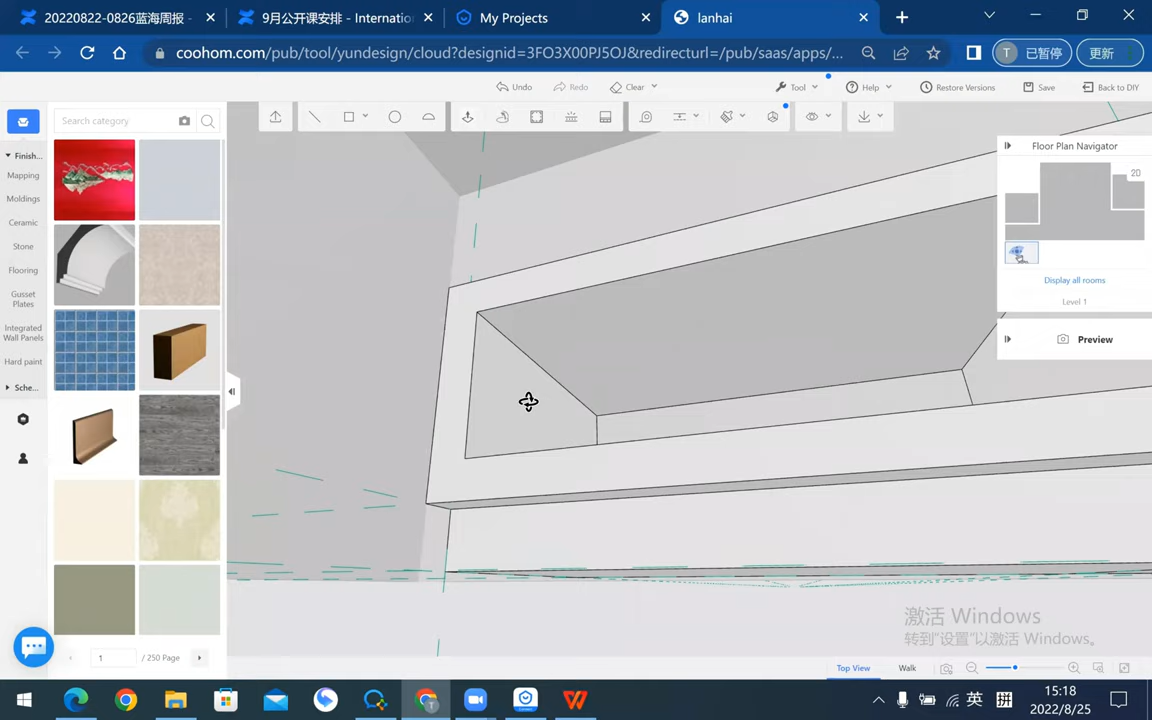 20220822-0826蓝海周报 -
9月公开课安排 - Internatio
My Projects
lanhai
coohom.com/pub/tool/yundesign/cloud?designid=3FO3X00PJ5OJ&redirecturl=/pub/saas/apps/...
T 已暂停
更新
Undo
Redo
Clear
Tool
Help
Restore Versions
Save
Back to DIY
Search category
Finish...
Mapping
Moldings
Ceramic
Stone
Flooring
Gusset
Plates
Integrated
Wall Panels
Hard paint
Sche...
Floor Plan Navigator
2D
Display all rooms
Level 1
Preview
激活 Windows
转到"设置"以激活 Windows。
1 / 250 Page
Top View
Walk
英
拼
15:18
2022/8/25